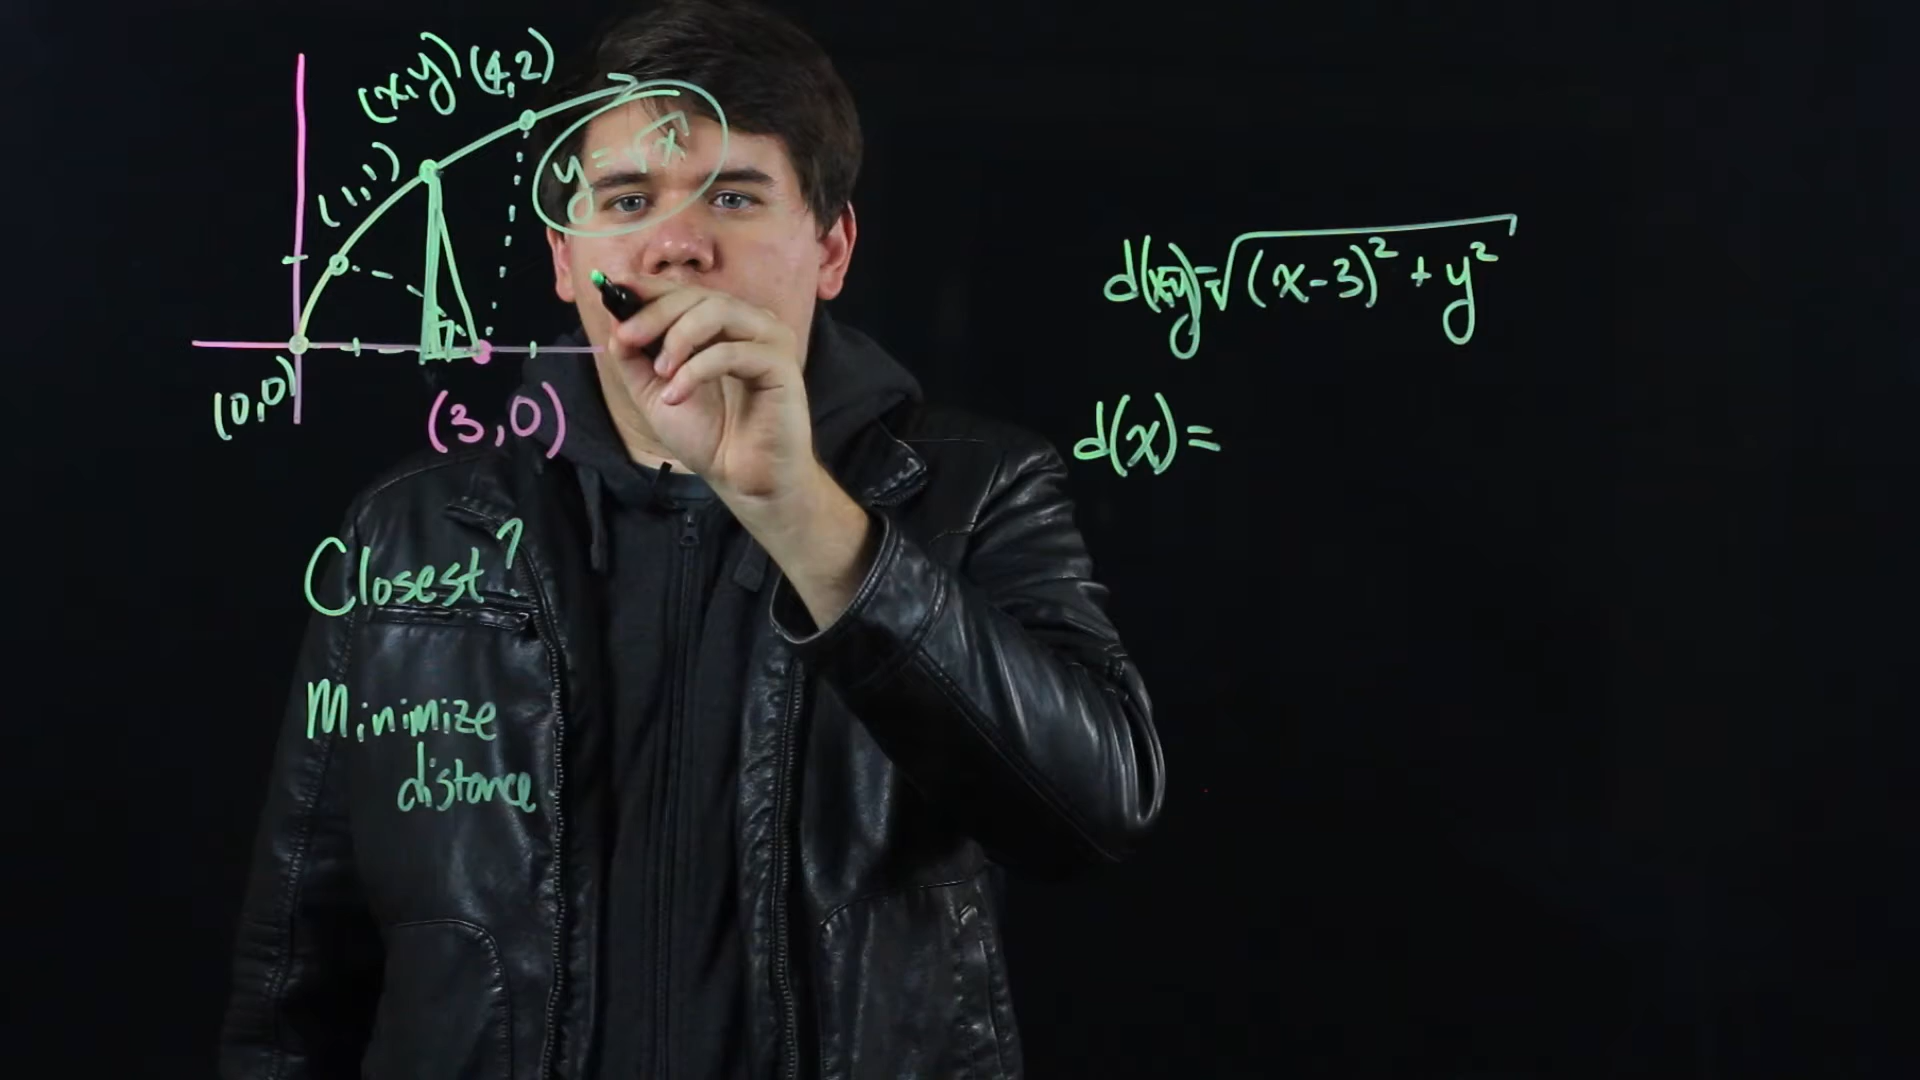 (x,y) (4,2)
y=√x
(1,1)
(0,0)
(3,0)
Closest?
Minimize
distance
d(x,y)=√(x-3)² + y²
d(x)=